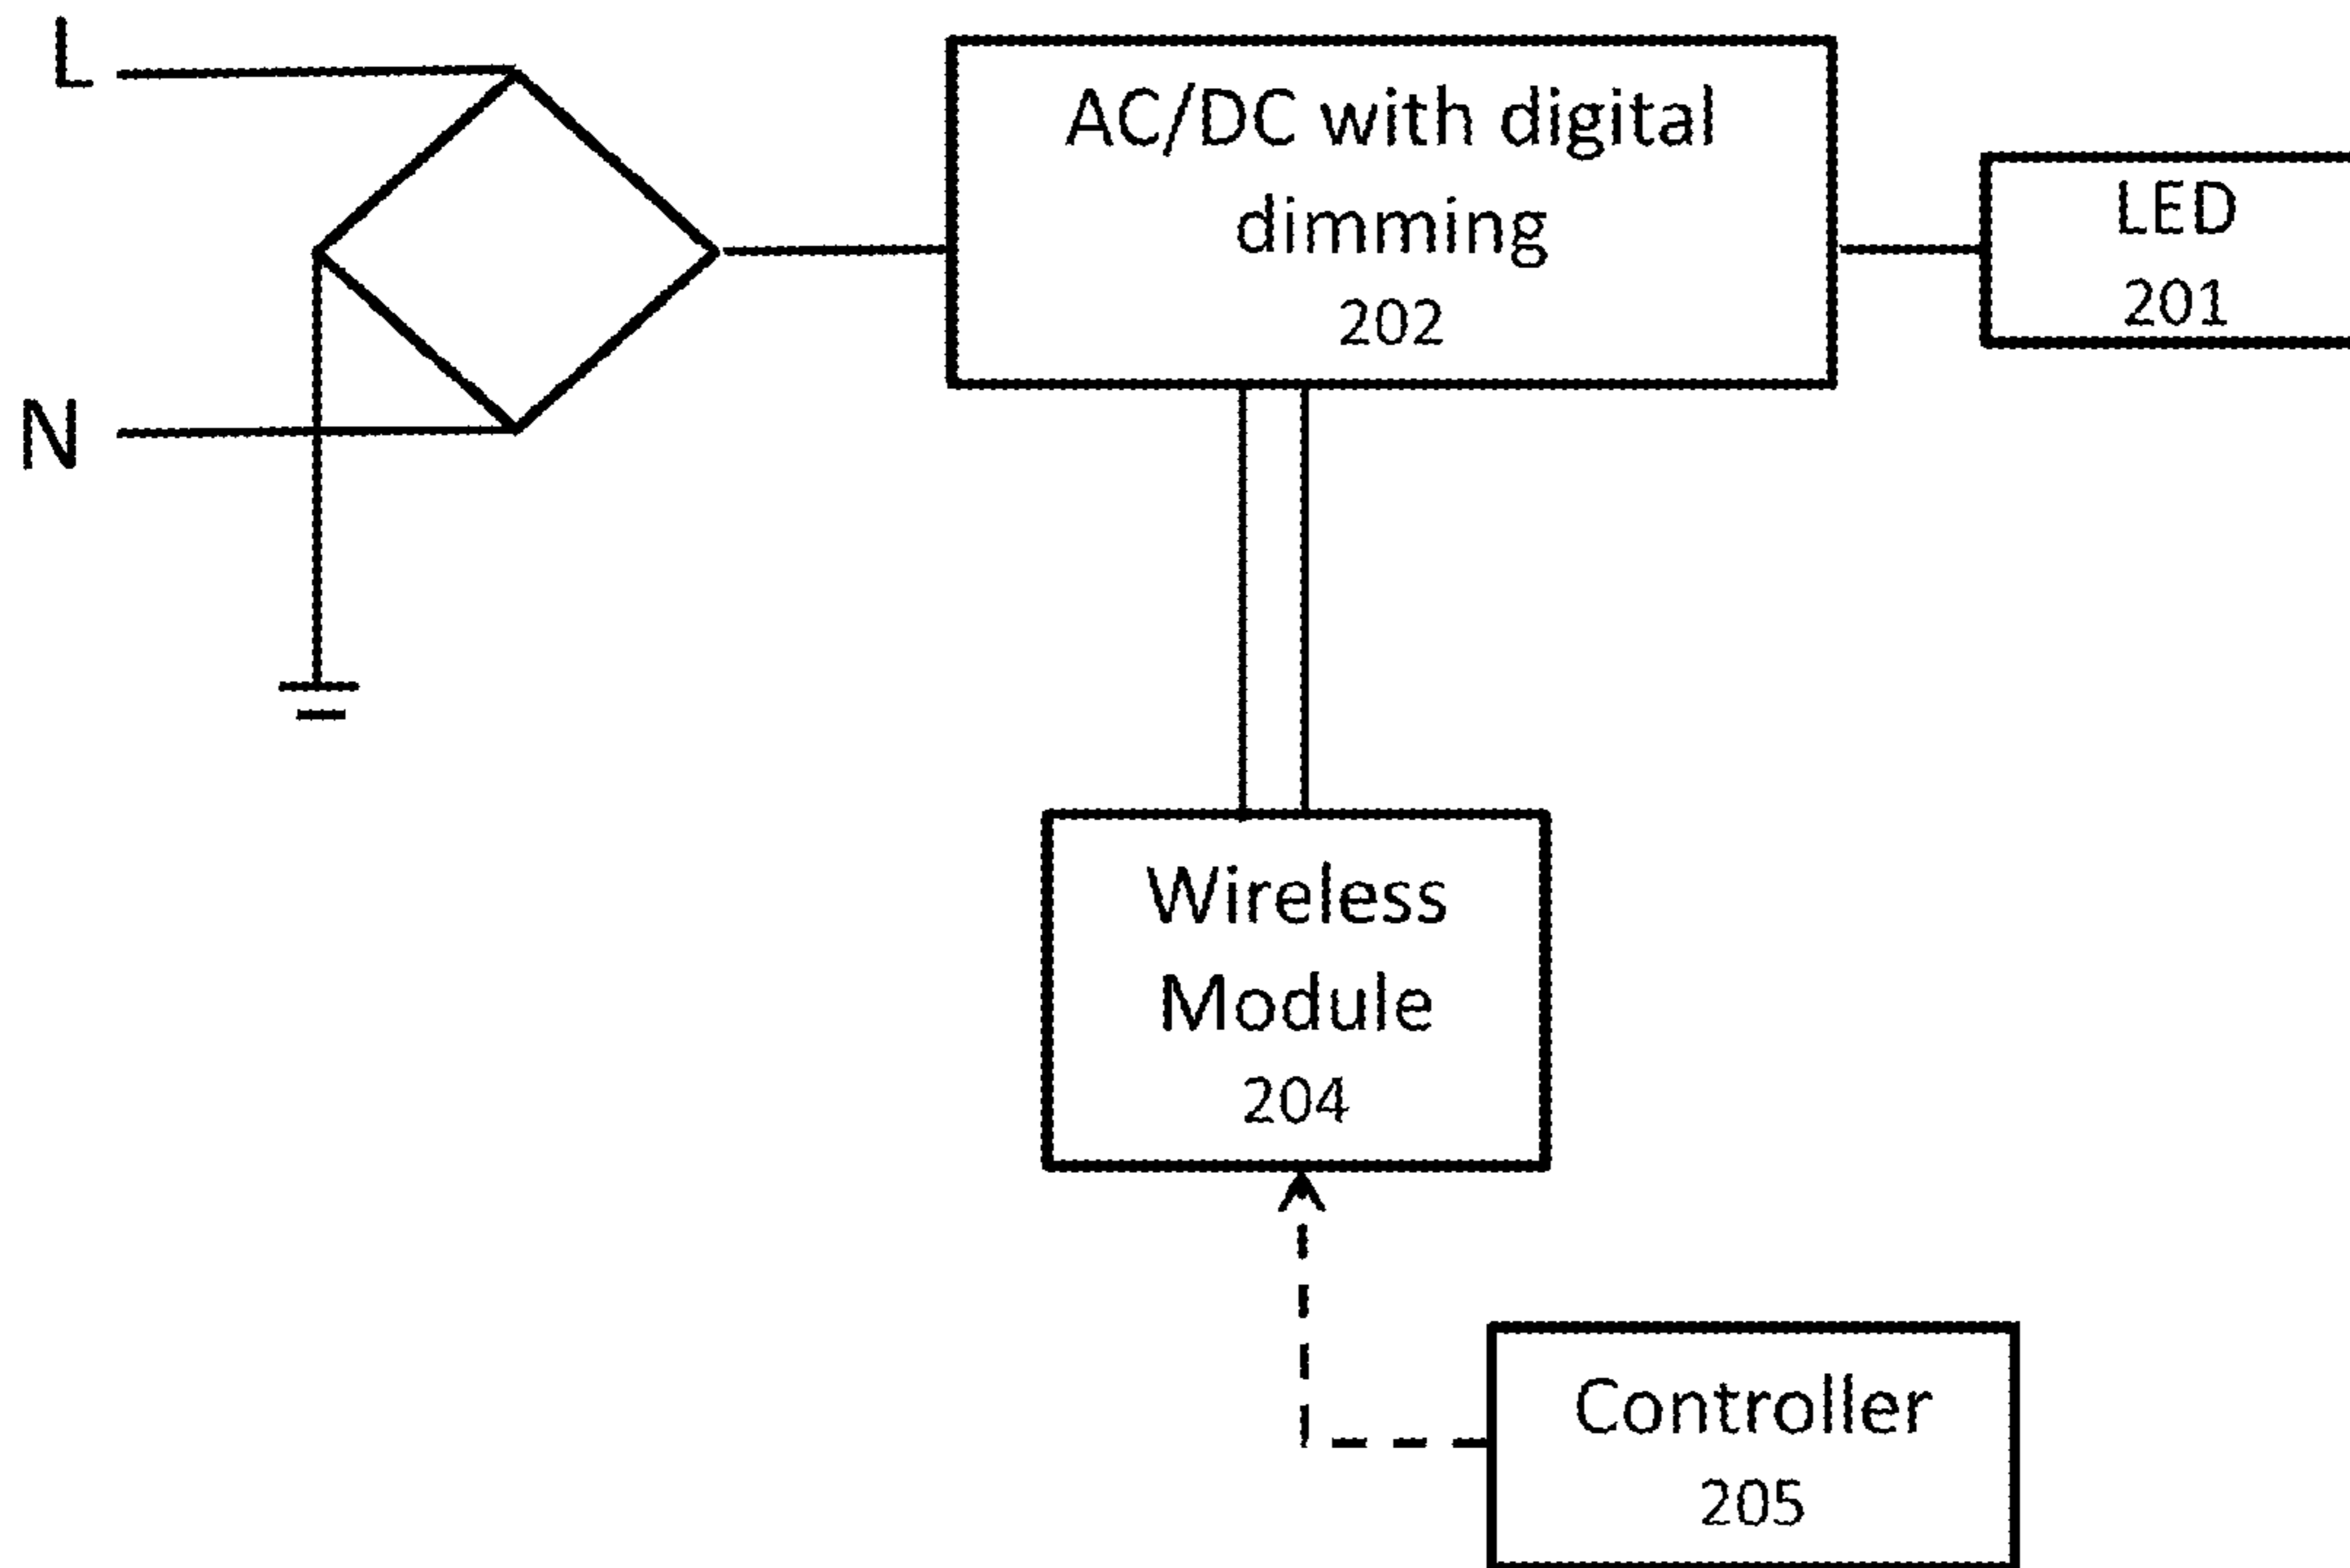 L
AC/DC with digital
dimming
202
LED
201
N
Wireless
Module
204
Controller
205